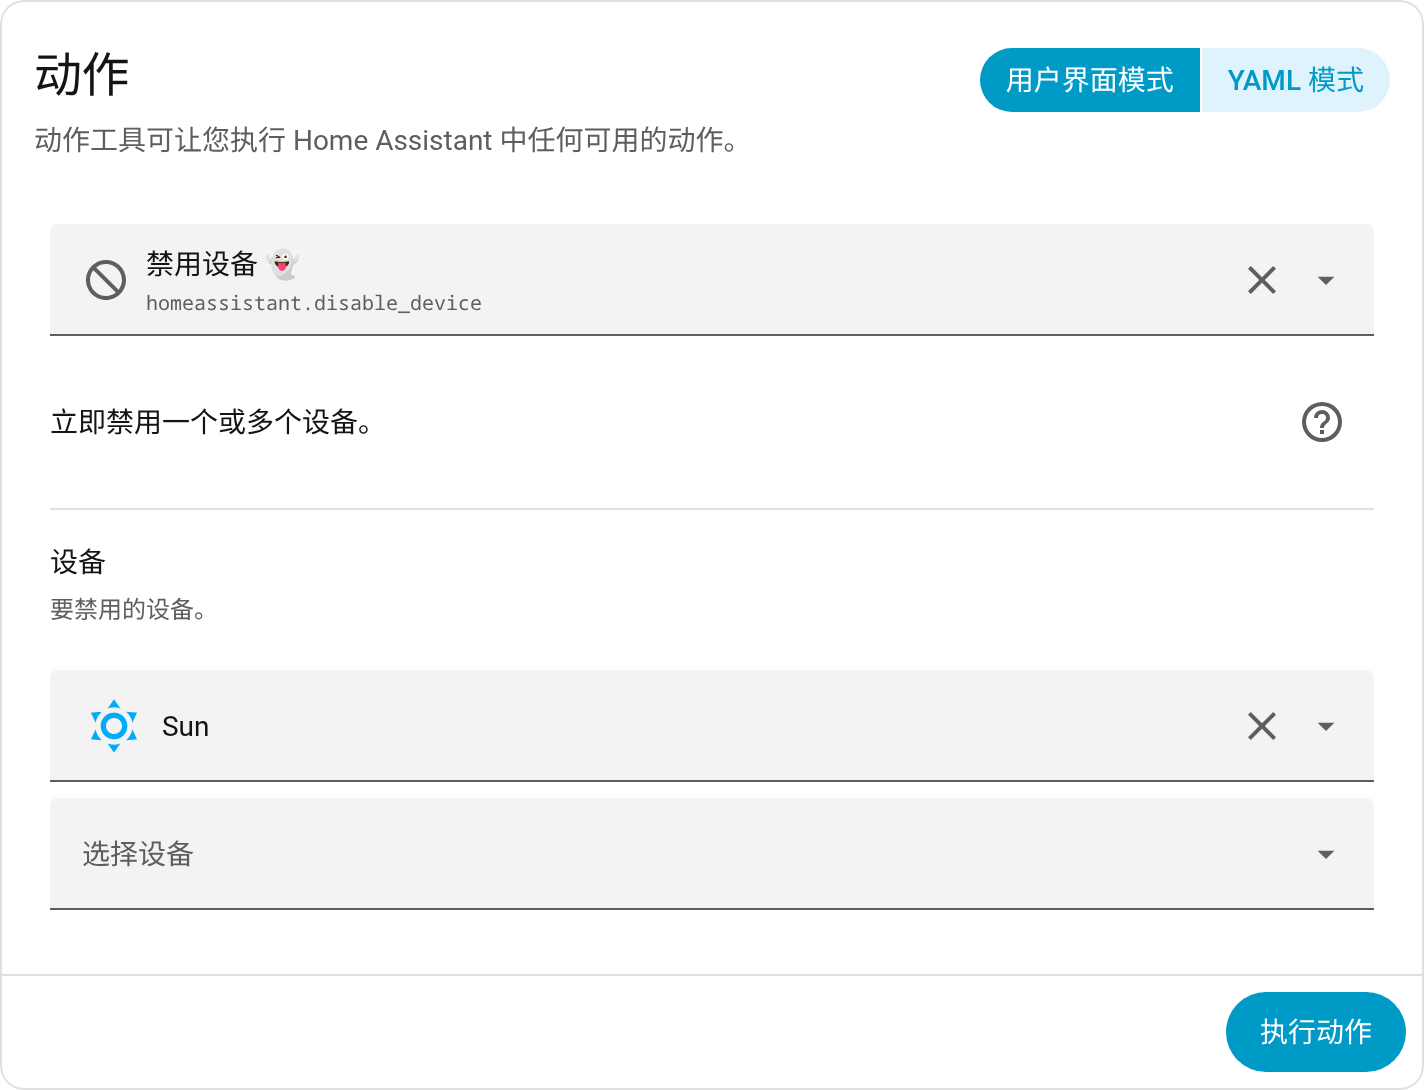 动作
用户界面模式
YAML 模式
动作工具可让您执行 Home Assistant 中任何可用的动作。
禁用设备 👻
homeassistant.disable_device
立即禁用一个或多个设备。
设备
要禁用的设备。
Sun
选择设备
执行动作